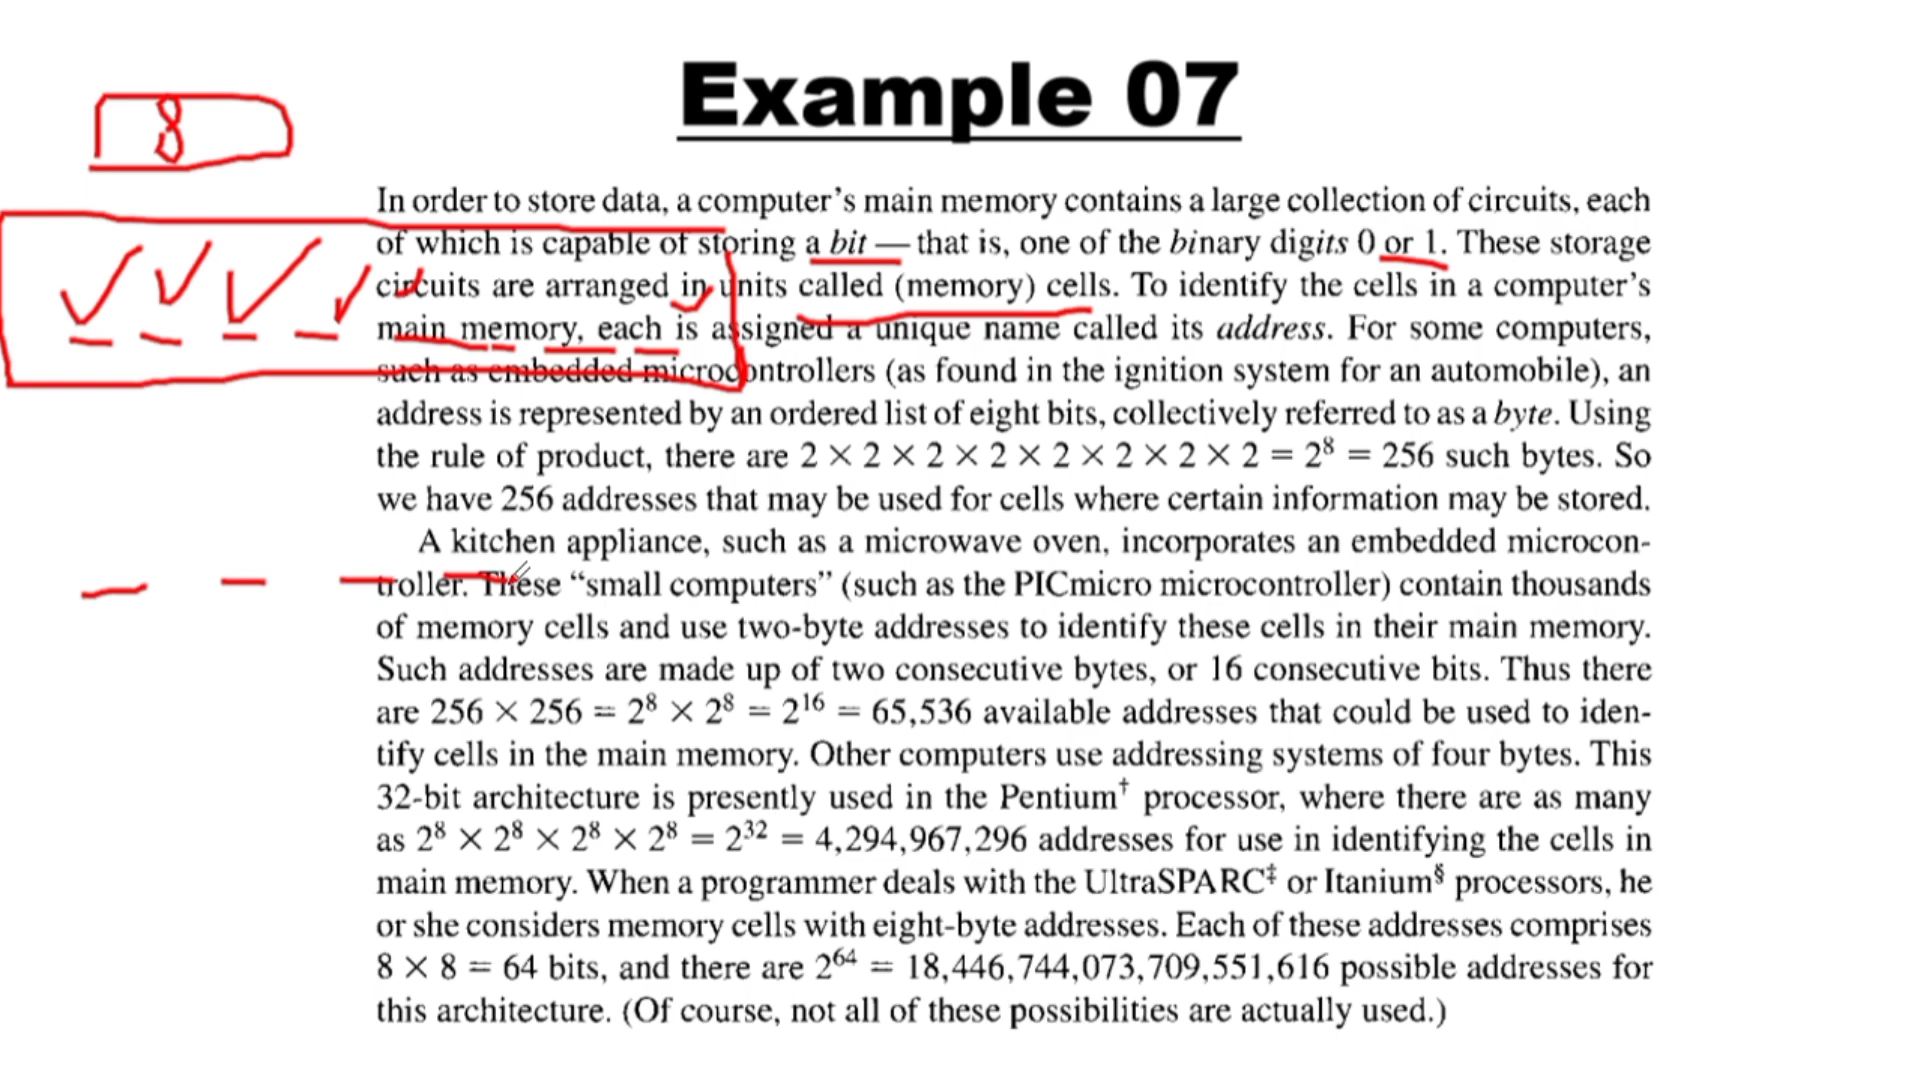 Example 07
8
In order to store data, a computer's main memory contains a large collection of circuits, each
of which is capable of storing a bit — that is, one of the binary digits 0 or 1. These storage
circuits are arranged in units called (memory) cells. To identify the cells in a computer's
main memory, each is assigned a unique name called its address. For some computers,
such as embedded microcontrollers (as found in the ignition system for an automobile), an
address is represented by an ordered list of eight bits, collectively referred to as a byte. Using
the rule of product, there are 2 × 2 × 2 × 2 × 2 × 2 × 2 × 2 = 2⁸ = 256 such bytes. So
we have 256 addresses that may be used for cells where certain information may be stored.
A kitchen appliance, such as a microwave oven, incorporates an embedded microcon-
troller. These “small computers” (such as the PICmicro microcontroller) contain thousands
of memory cells and use two-byte addresses to identify these cells in their main memory.
Such addresses are made up of two consecutive bytes, or 16 consecutive bits. Thus there
are 256 × 256 = 2⁸ × 2⁸ = 2¹⁶ = 65,536 available addresses that could be used to iden-
tify cells in the main memory. Other computers use addressing systems of four bytes. This
32-bit architecture is presently used in the Pentium† processor, where there are as many
as 2⁸ × 2⁸ × 2⁸ × 2⁸ = 2³² = 4,294,967,296 addresses for use in identifying the cells in
main memory. When a programmer deals with the UltraSPARC‡ or Itanium§ processors, he
or she considers memory cells with eight-byte addresses. Each of these addresses comprises
8 × 8 = 64 bits, and there are 2⁶⁴ = 18,446,744,073,709,551,616 possible addresses for
this architecture. (Of course, not all of these possibilities are actually used.)